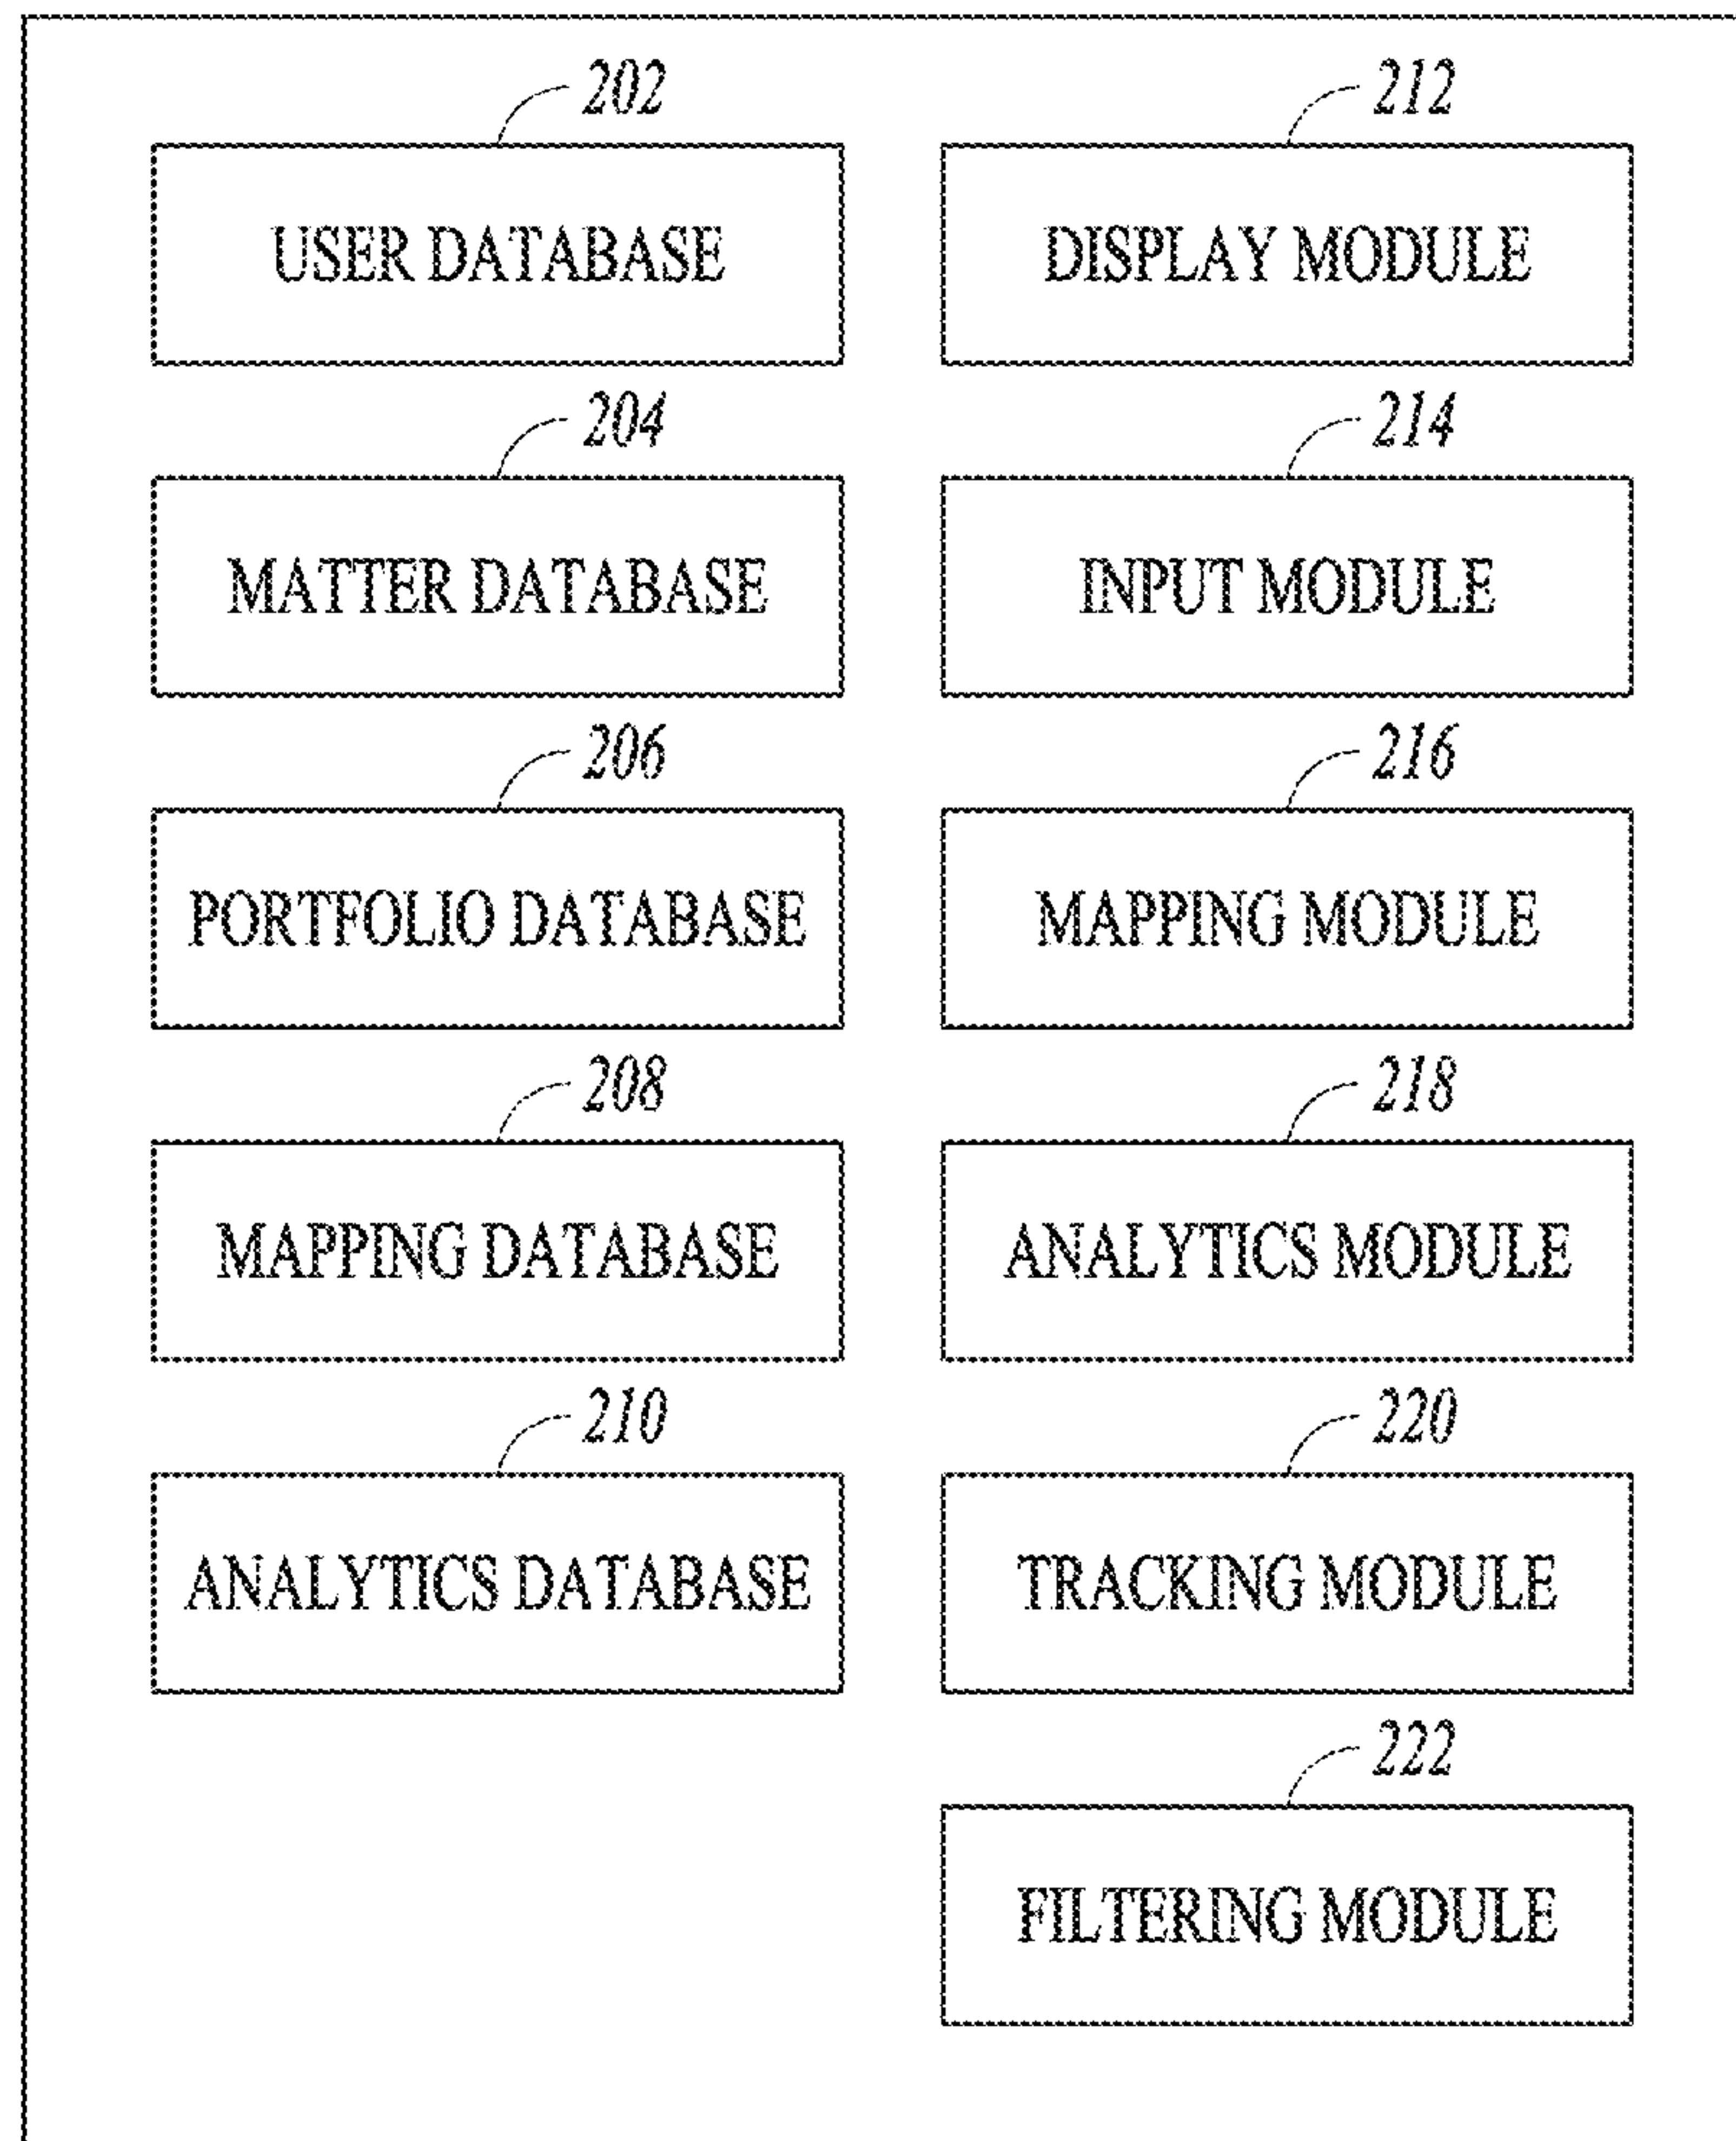 202
USER DATABASE
204
MATTER DATABASE
206
PORTFOLIO DATABASE
208
MAPPING DATABASE
210
ANALYTICS DATABASE
212
DISPLAY MODULE
214
INPUT MODULE
216
MAPPING MODULE
218
ANALYTICS MODULE
220
TRACKING MODULE
222
FILTERING MODULE